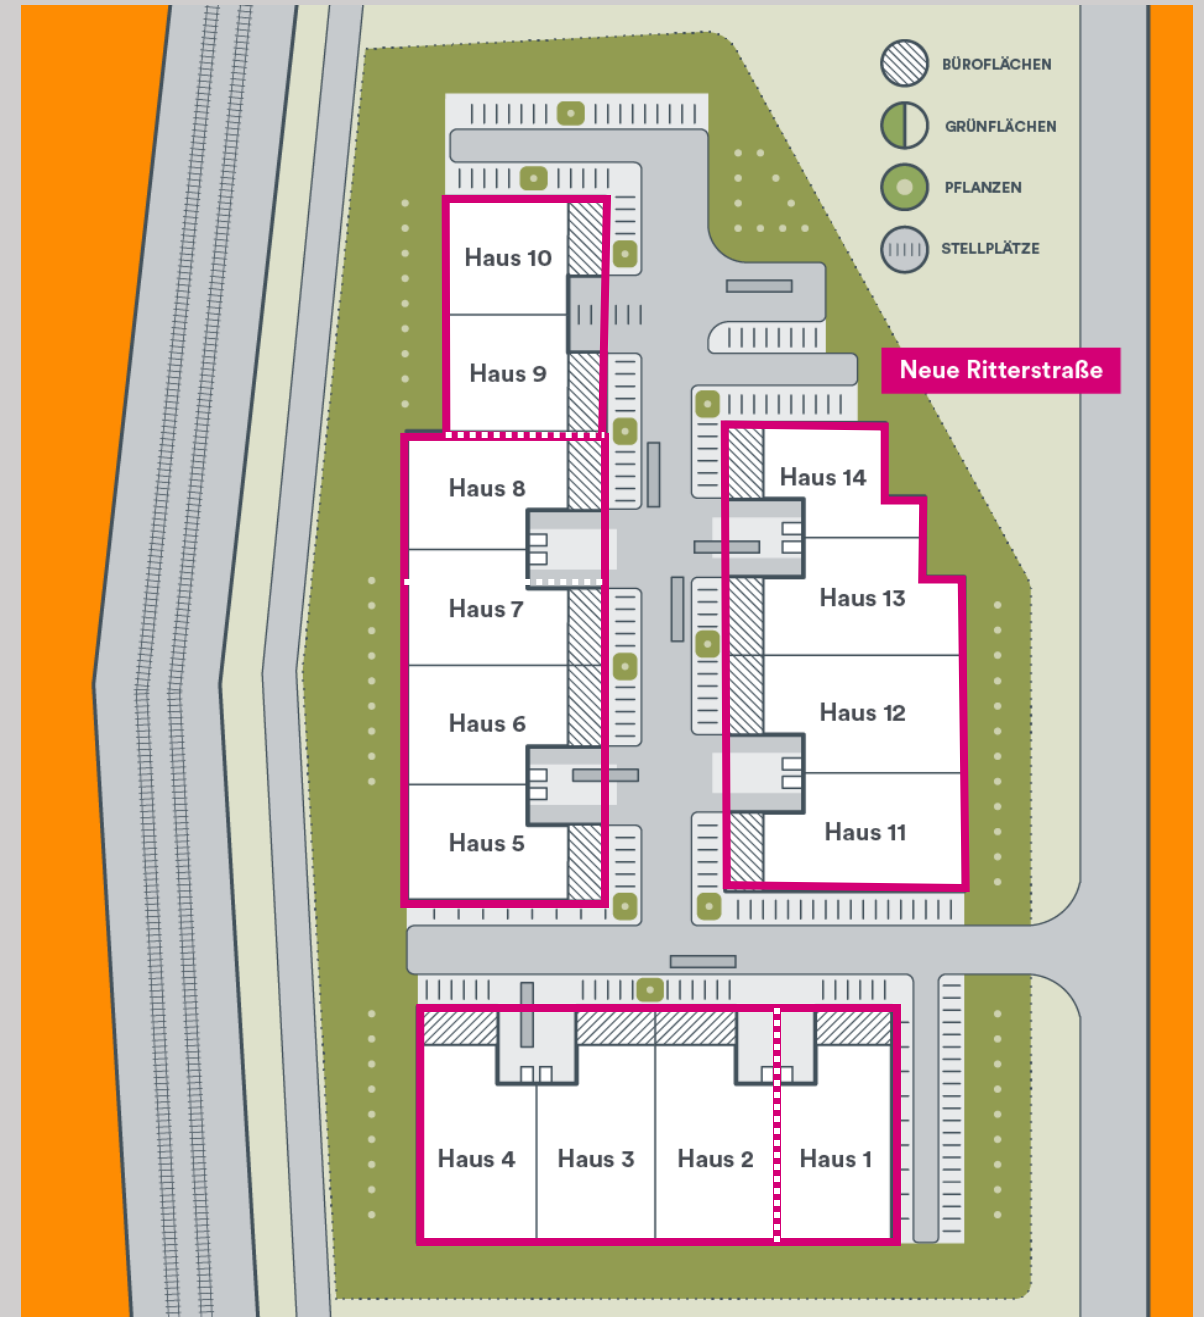 BÜROFLÄCHEN
GRÜNFLÄCHEN
PFLANZEN
STELLPLÄTZE
Neue Ritterstraße
Haus 10
Haus 9
Haus 8
Haus 7
Haus 6
Haus 5
Haus 14
Haus 13
Haus 12
Haus 11
Haus 4
Haus 3
Haus 2
Haus 1